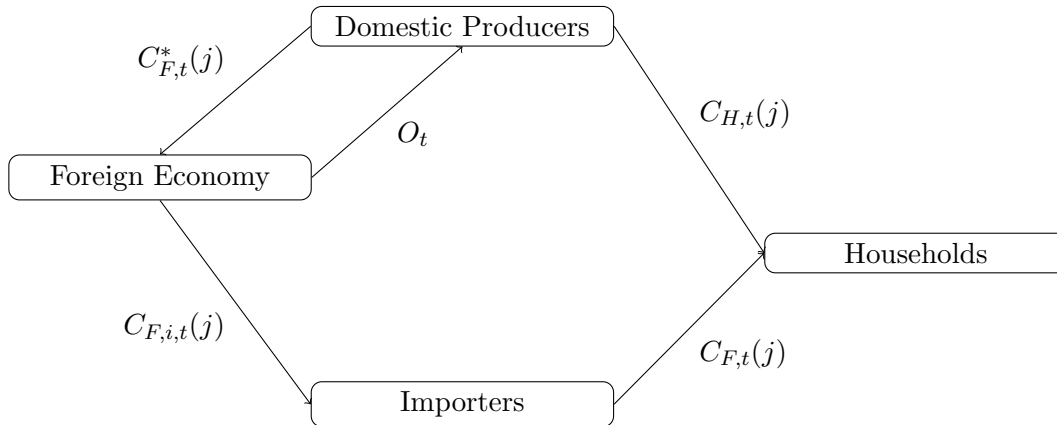 Domestic Producers
$C^*_{F,t}(j)$
$C_{H,t}(j)$
$O_t$
Foreign Economy
Households
$C_{F,i,t}(j)$
$C_{F,t}(j)$
Importers